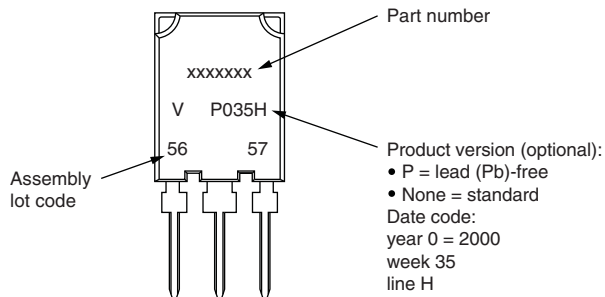 Part number
xxxxxxx
V P035H
56 57
Assembly
lot code
Product version (optional):
• P = lead (Pb)-free
• None = standard
Date code:
year 0 = 2000
week 35
line H